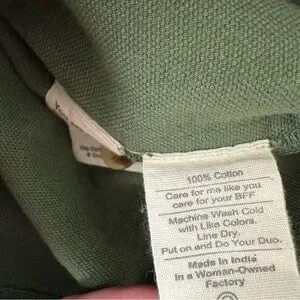 100% Cotton
Care for me like you
care for your BFF
Machine Wash Cold
with Like Colors.
Line Dry.
Put on and Do Your Duo.
Made in India
in a Woman-Owned
Factory